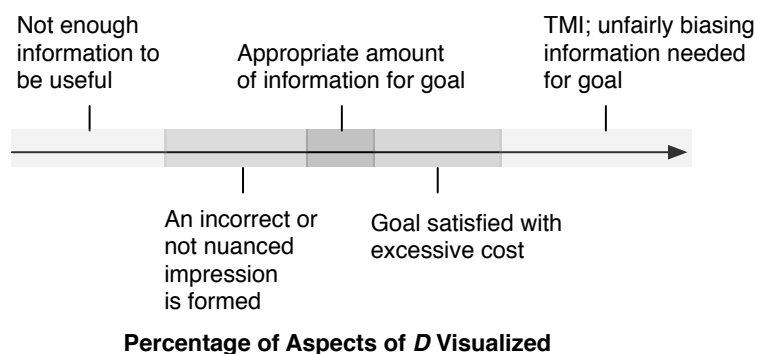 Not enough
information to
be useful
Appropriate amount
of information for goal
TMI; unfairly biasing
information needed
for goal
An incorrect or
not nuanced
impression
is formed
Goal satisfied with
excessive cost
Percentage of Aspects of D Visualized